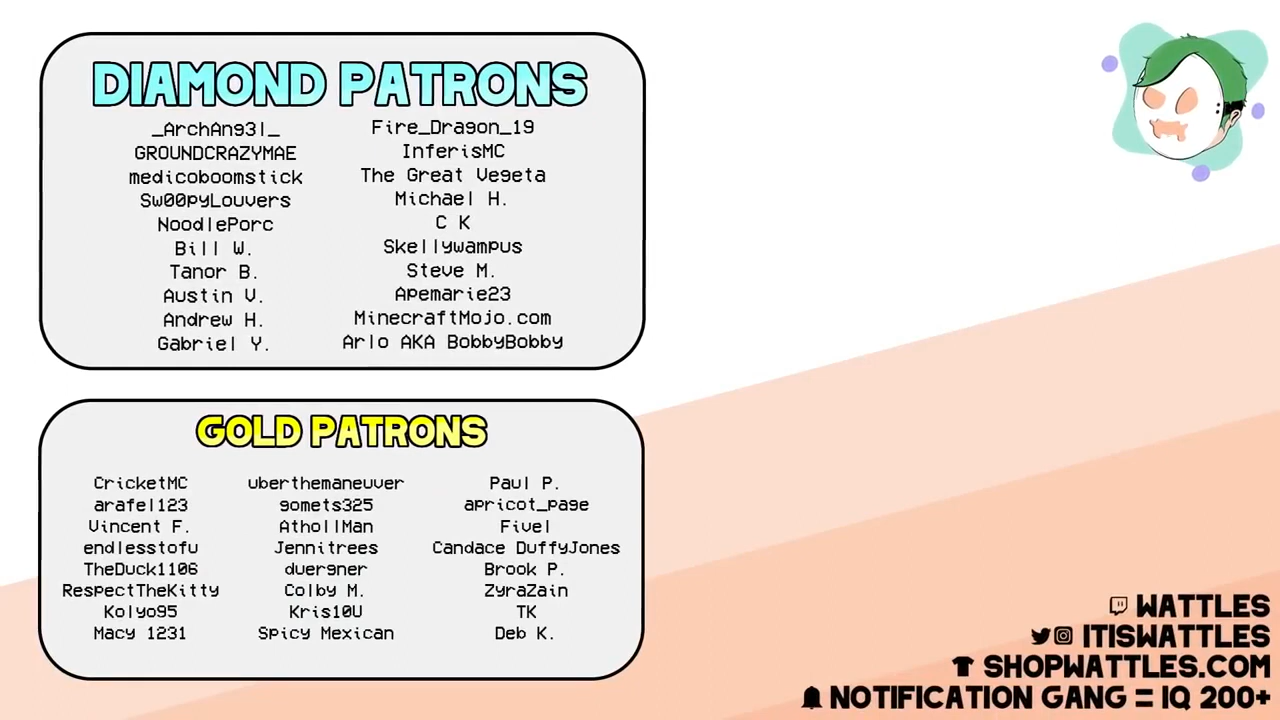 DIAMOND PATRONS
_ArchAng3l_
GROUNDCRAZYMAE
medicoboomstick
Sw00pyLouvers
NoodlePorc
Bill W.
Tanor B.
Austin V.
Andrew H.
Gabriel Y.
Fire_Dragon_19
InferisMC
The Great Vegeta
Michael H.
C K
Skellywampus
Steve M.
Apemarie23
MinecraftMojo.com
Arlo AKA BobbyBobby
GOLD PATRONS
CricketMC
arafel123
Vincent F.
endlesstofu
TheDuck1106
RespectTheKitty
Kolyo95
Macy 1231
uberthemaneuver
gomets325
AthollMan
Jennitrees
duergner
Colby M.
Kris10U
Spicy Mexican
Paul P.
apricot_page
Fivel
Candace DuffyJones
Brook P.
ZyraZain
TK
Deb K.
WATTLES
ITISWATTLES
SHOPWATTLES.COM
NOTIFICATION GANG = IQ 200+